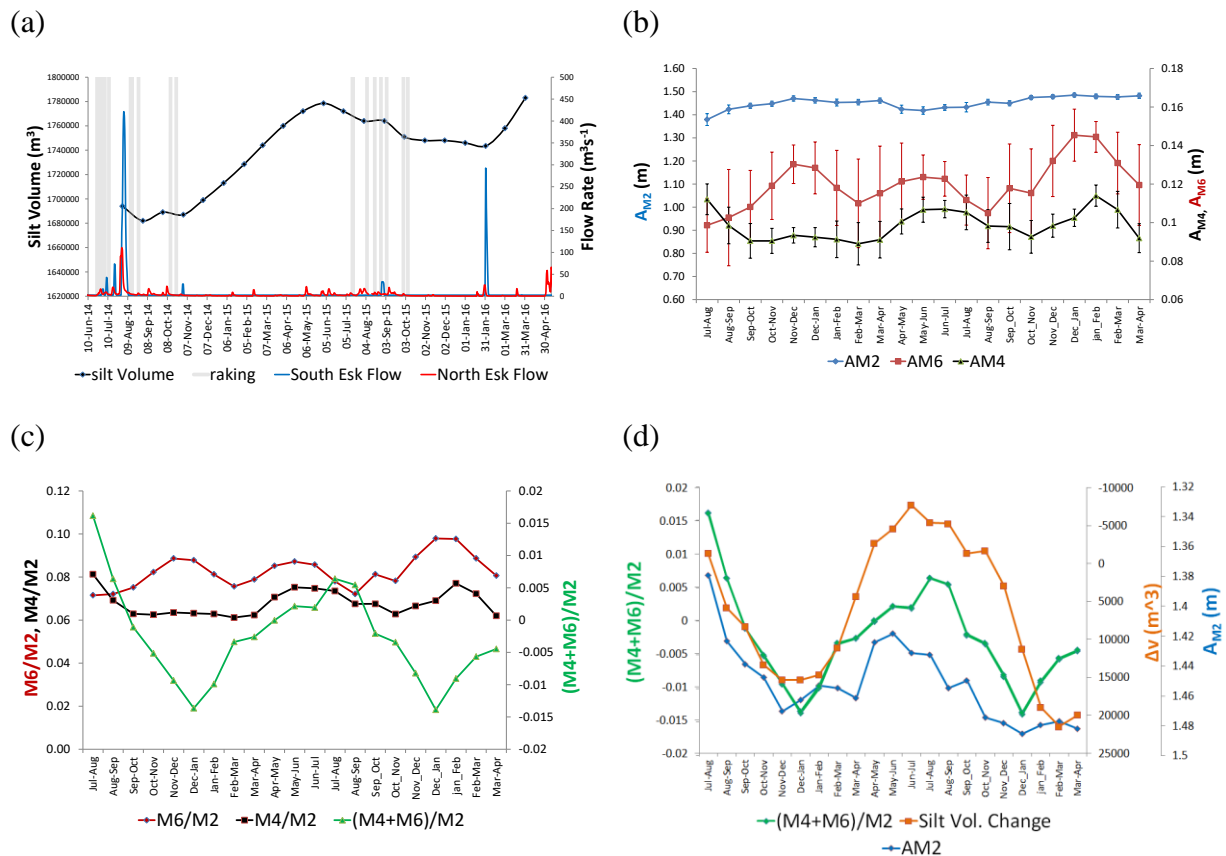 (a)
Silt Volume (m³)
1800000
1780000
1760000
1740000
1720000
1700000
1680000
1660000
1640000
1620000
500
450
400
350
300
250
200
150
100
50
0
Flow Rate (m³s⁻¹)
10-Jun-14
10-Jul-14
09-Aug-14
08-Sep-14
08-Oct-14
07-Nov-14
07-Dec-14
06-Jan-15
05-Feb-15
07-Mar-15
06-Apr-15
06-May-15
05-Jun-15
05-Jul-15
04-Aug-15
03-Sep-15
03-Oct-15
02-Nov-15
02-Dec-15
01-Jan-16
31-Jan-16
01-Mar-16
31-Mar-16
30-Apr-16
silt Volume raking South Esk Flow North Esk Flow
(b)
A_M2 (m)
1.60
1.50
1.40
1.30
1.20
1.10
1.00
0.90
0.80
0.70
0.60
0.18
0.16
0.14
0.12
0.1
0.08
0.06
A_M4, A_M6 (m)
Jul-Aug
Aug-Sep
Sep-Oct
Oct-Nov
Nov-Dec
Dec-Jan
Jan-Feb
Feb-Mar
Mar-Apr
Apr-May
May-Jun
Jun-Jul
Jul-Aug
Aug-Sep
Sep_Oct
Oct_Nov
Nov_Dec
Dec_Jan
jan_Feb
Feb-Mar
Mar-Apr
AM2 AM6 AM4
(c)
M6/M2, M4/M2
0.12
0.10
0.08
0.06
0.04
0.02
0.00
0.02
0.015
0.01
0.005
0
-0.005
-0.01
-0.015
-0.02
(M4+M6)/M2
Jul-Aug
Aug-Sep
Sep-Oct
Oct-Nov
Nov-Dec
Dec-Jan
Jan-Feb
Feb-Mar
Mar-Apr
Apr-May
May-Jun
Jun-Jul
Jul-Aug
Aug-Sep
Sep_Oct
Oct_Nov
Nov_Dec
Dec_Jan
jan_Feb
Feb-Mar
Mar-Apr
M6/M2 M4/M2 (M4+M6)/M2
(d)
(M4+M6)/M2
0.02
0.015
0.01
0.005
0
-0.005
-0.01
-0.015
-0.02
-10000
-5000
0
5000
10000
15000
20000
25000
Δv (m^3)
1.32
1.34
1.36
1.38
1.4
1.42
1.44
1.46
1.48
1.5
A_M2 (m)
Jul-Aug
Aug-Sep
Sep-Oct
Oct-Nov
Nov-Dec
Dec-Jan
Jan-Feb
Feb-Mar
Mar-Apr
Apr-May
May-Jun
Jun-Jul
Jul-Aug
Aug-Sep
Sep_Oct
Oct_Nov
Nov_Dec
Dec_Jan
jan_Feb
Feb-Mar
Mar-Apr
(M4+M6)/M2 Silt Vol. Change
AM2